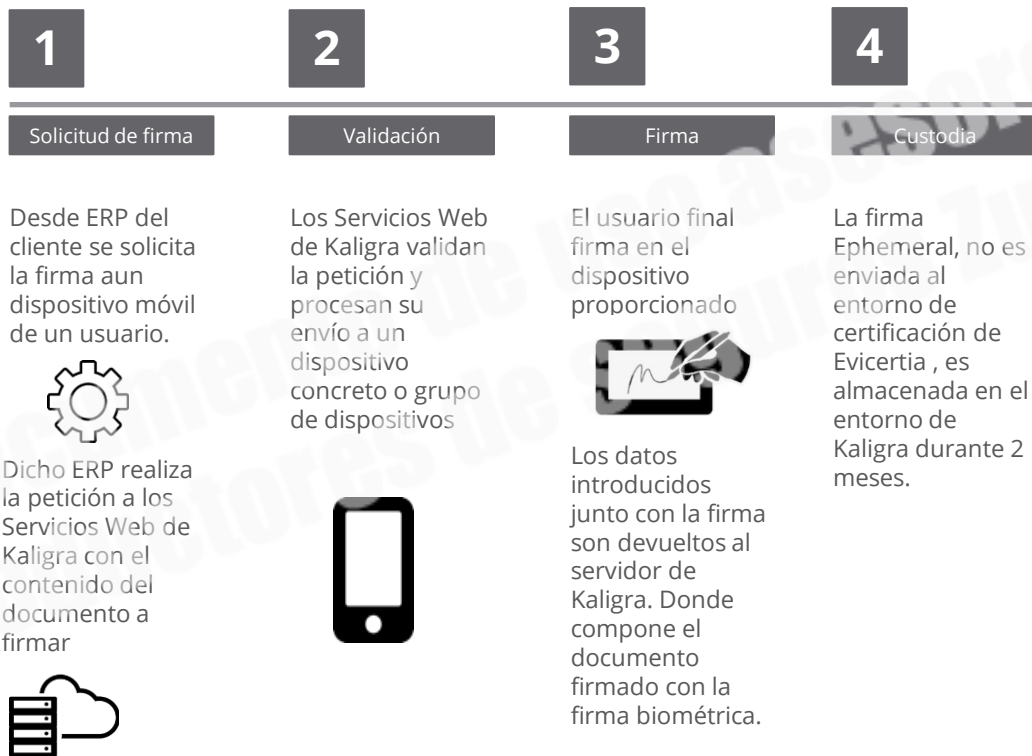 1
Solicitud de firma
Desde ERP del
cliente se solicita
la firma aun
dispositivo móvil
de un usuario.
Dicho ERP realiza
la petición a los
Servicios Web de
Kaligra con el
contenido del
documento a
firmar
2
Validación
Los Servicios Web
de Kaligra validan
la petición y
procesan su
envío a un
dispositivo
concreto o grupo
de dispositivos
3
Firma
El usuario final
firma en el
dispositivo
proporcionado
Los datos
introducidos
junto con la firma
son devueltos al
servidor de
Kaligra. Donde
compone el
documento
firmado con la
firma biométrica.
4
Custodia
La firma
Ephemeral, no es
enviada al
entorno de
certificación de
Evicertia , es
almacenada en el
entorno de
Kaligra durante 2
meses.